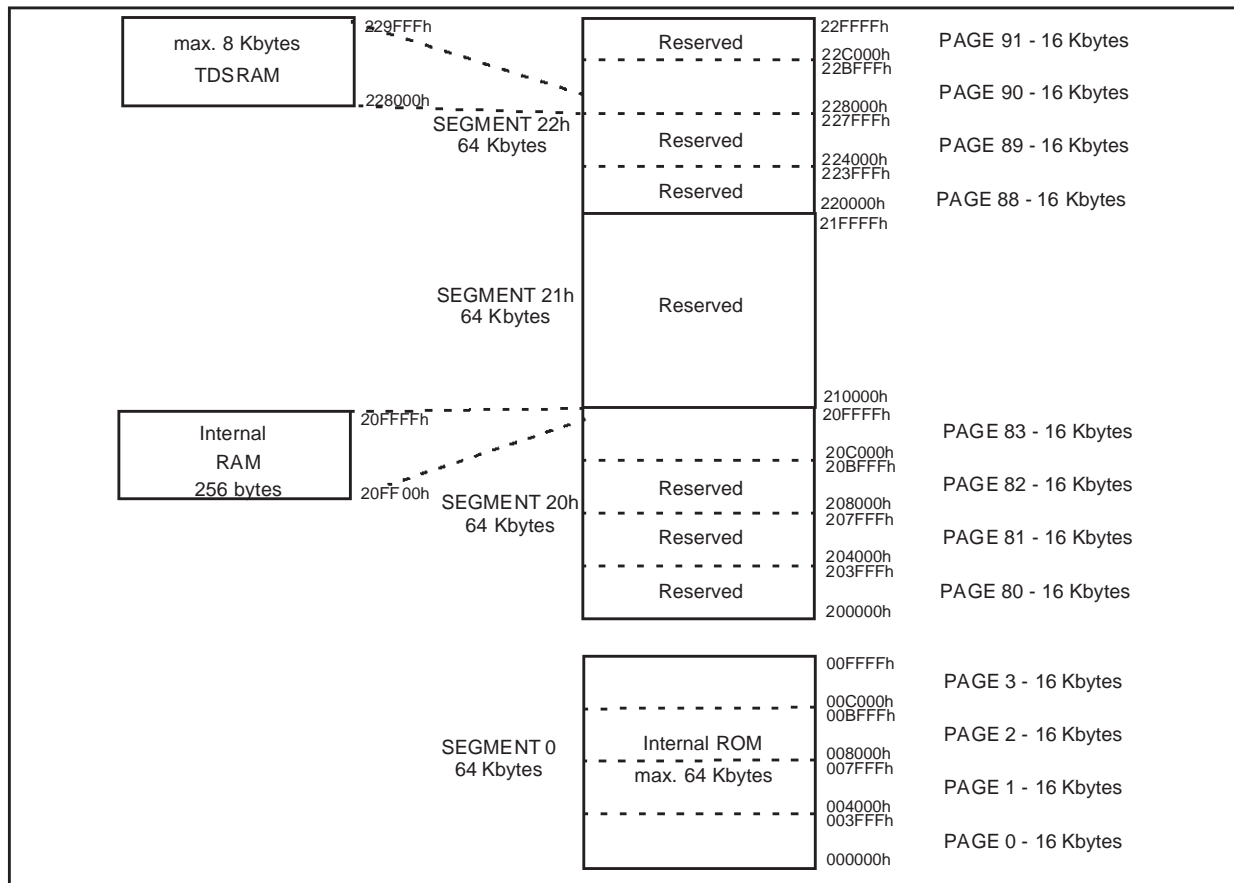 max. 8 Kbytes
TDSRAM
229FFFh
228000h
SEGMENT 22h
64 Kbytes
Reserved
Reserved
Reserved
22FFFFh
22C000h
22BFFFh
228000h
227FFFh
224000h
223FFFh
220000h
PAGE 91 - 16 Kbytes
PAGE 90 - 16 Kbytes
PAGE 89 - 16 Kbytes
PAGE 88 - 16 Kbytes
SEGMENT 21h
64 Kbytes
Reserved
21FFFFh
210000h
Internal
RAM
256 bytes
20FFFFh
20FF00h
SEGMENT 20h
64 Kbytes
Reserved
Reserved
Reserved
20FFFFh
20C000h
20BFFFh
208000h
207FFFh
204000h
203FFFh
200000h
PAGE 83 - 16 Kbytes
PAGE 82 - 16 Kbytes
PAGE 81 - 16 Kbytes
PAGE 80 - 16 Kbytes
SEGMENT 0
64 Kbytes
Internal ROM
max. 64 Kbytes
00FFFFh
00C000h
00BFFFh
008000h
007FFFh
004000h
003FFFh
000000h
PAGE 3 - 16 Kbytes
PAGE 2 - 16 Kbytes
PAGE 1 - 16 Kbytes
PAGE 0 - 16 Kbytes